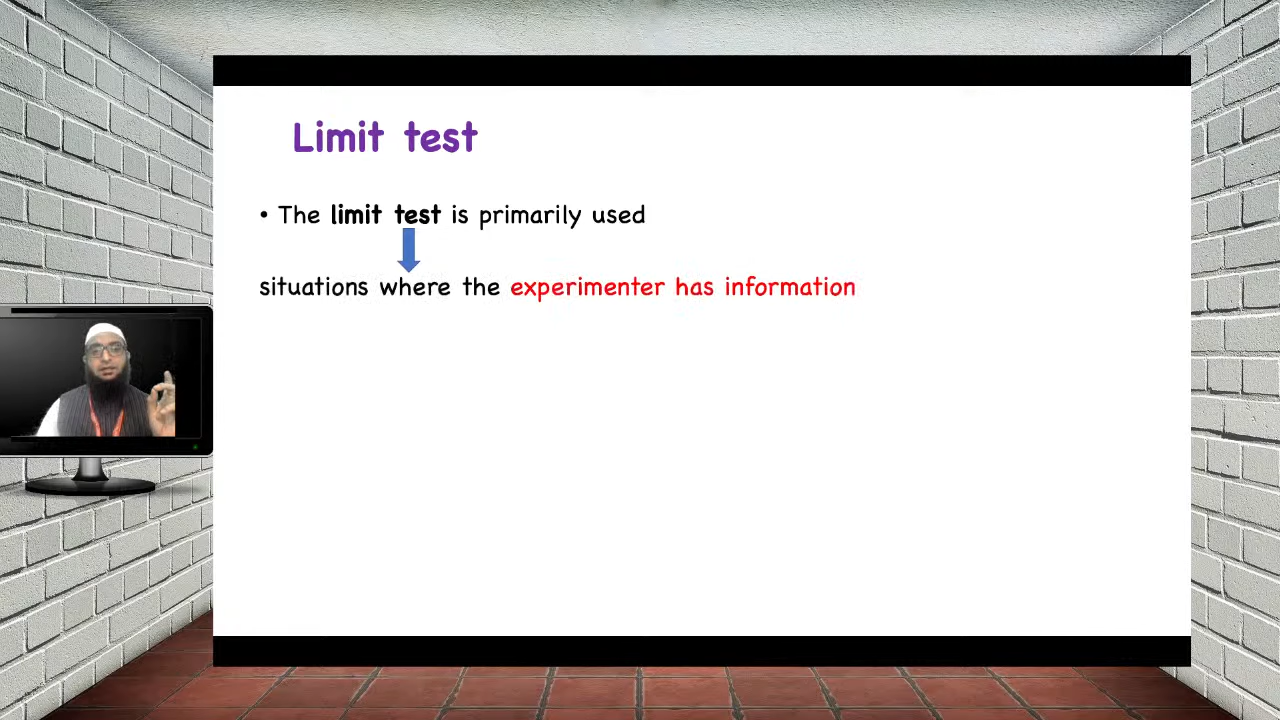 Limit test
• The limit test is primarily used
situations where the experimenter has information